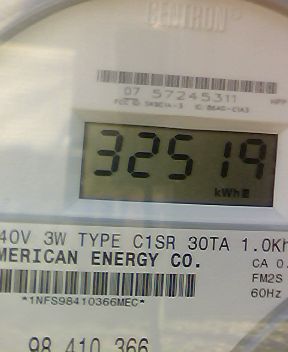 CENTRON®
07 57245311
32519
kWh
40V 3W TYPE C1SR 30TA 1.0Kh
MERICAN ENERGY CO.
CA 0.
FM2S
60Hz
*1NFS98410366MEC*
98 410 366